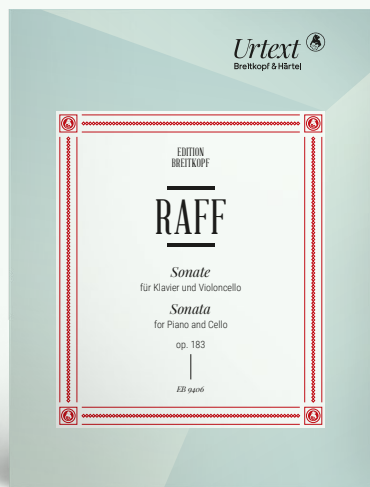 Urtext
Breitkopf & Härtel
EDITION
BREITKOPF
RAFF
Sonate
für Klavier und Violoncello
Sonata
for Piano and Cello
op. 183
EB 9406